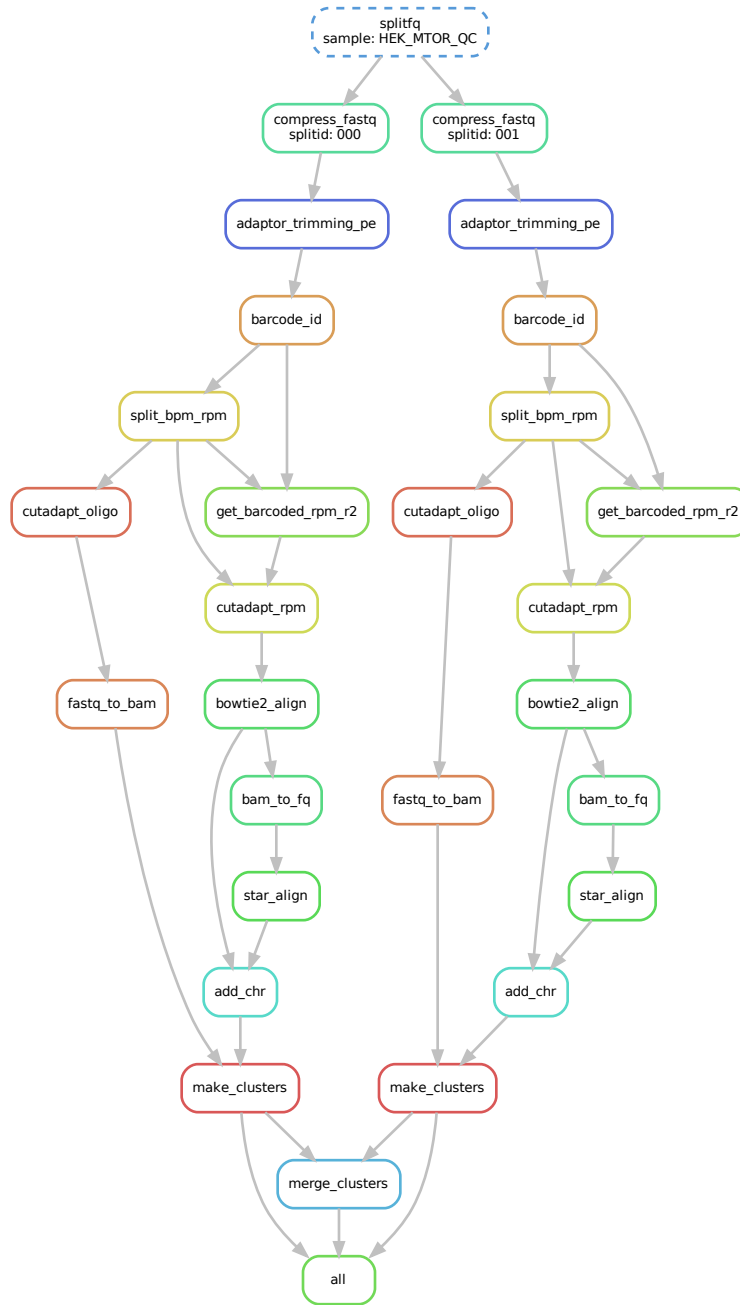 splitfq
sample: HEK_MTOR_QC
compress_fastq
splitid: 000
compress_fastq
splitid: 001
adaptor_trimming_pe
adaptor_trimming_pe
barcode_id
barcode_id
split_bpm_rpm
split_bpm_rpm
cutadapt_oligo
get_barcoded_rpm_r2
cutadapt_oligo
get_barcoded_rpm_r2
cutadapt_rpm
cutadapt_rpm
fastq_to_bam
bowtie2_align
bowtie2_align
bam_to_fq
fastq_to_bam
bam_to_fq
star_align
star_align
add_chr
add_chr
make_clusters
make_clusters
merge_clusters
all